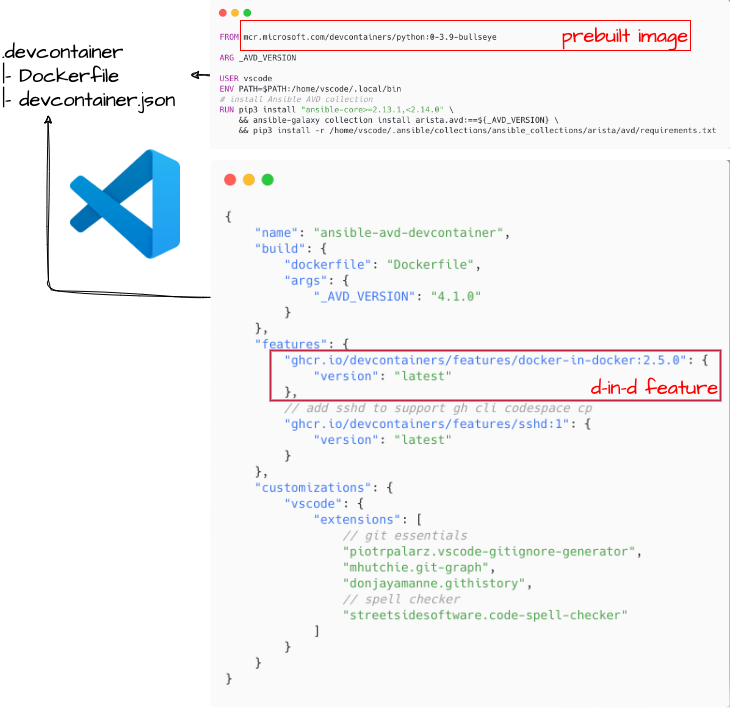 .devcontainer
|- Dockerfile
|- devcontainer.json
FROM mcr.microsoft.com/devcontainers/python:0-3.9-bullseye
prebuilt image
ARG _AVD_VERSION
USER vscode
ENV PATH=$PATH:/home/vscode/.local/bin
# install Ansible AVD collection
RUN pip3 install "ansible-core>=2.13.1,<2.14.0" \
&& ansible-galaxy collection install arista.avd:==${_AVD_VERSION} \
&& pip3 install -r /home/vscode/.ansible/collections/ansible_collections/arista/avd/requirements.txt
{
"name": "ansible-avd-devcontainer",
"build": {
"dockerfile": "Dockerfile",
"args": {
"_AVD_VERSION": "4.1.0"
}
},
"features": {
"ghcr.io/devcontainers/features/docker-in-docker:2.5.0": {
"version": "latest"
d-in-d feature
},
// add sshd to support gh cli codespace cp
"ghcr.io/devcontainers/features/sshd:1": {
"version": "latest"
}
},
"customizations": {
"vscode": {
"extensions": [
// git essentials
"piotrpalarz.vscode-gitignore-generator",
"mhutchie.git-graph",
"donjayamanne.githistory",
// spell checker
"streetsidesoftware.code-spell-checker"
]
}
}
}